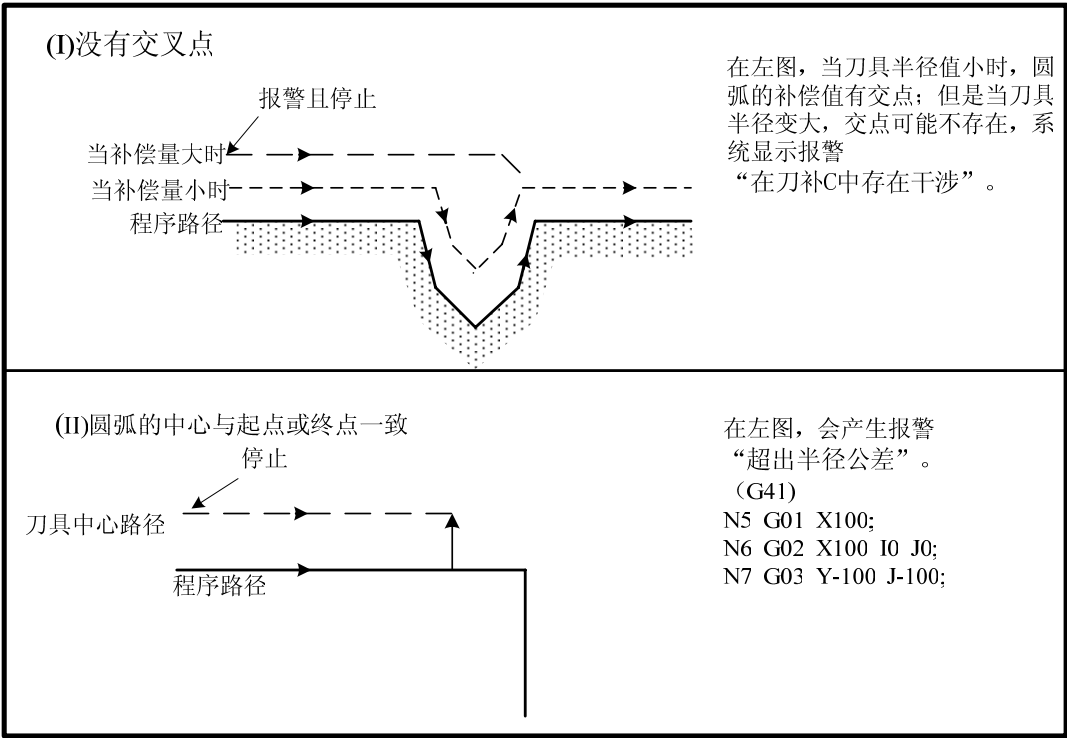 (I)没有交叉点
报警且停止
当补偿量大时
当补偿量小时
程序路径
在左图，当刀具半径值小时，圆
弧的补偿值有交点；但是当刀具
半径变大，交点可能不存在，系
统显示报警
“在刀补C中存在干涉”。
(II)圆弧的中心与起点或终点一致
停止
刀具中心路径
程序路径
在左图，会产生报警
“超出半径公差”。
（G41)
N5 G01 X100;
N6 G02 X100 I0 J0;
N7 G03 Y-100 J-100;